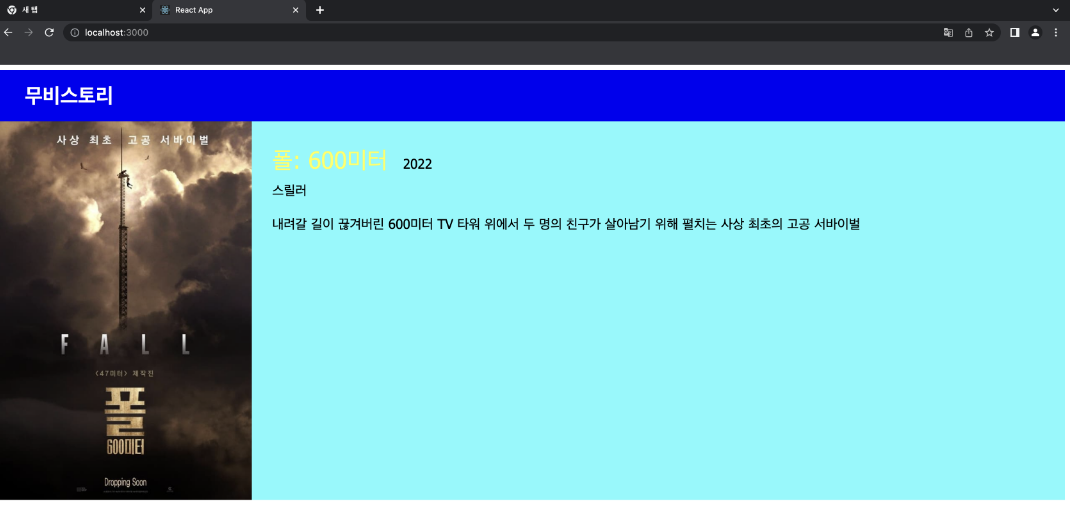 새 탭
React App
localhost:3000
무비스토리
사상 최초 고공 서바이벌
폴: 600미터 2022
스릴러
내려갈 길이 끊겨버린 600미터 TV 타워 위에서 두 명의 친구가 살아남기 위해 펼치는 사상 최초의 고공 서바이벌
FALL
<47미터> 제작진
폴
600미터
Dropping Soon